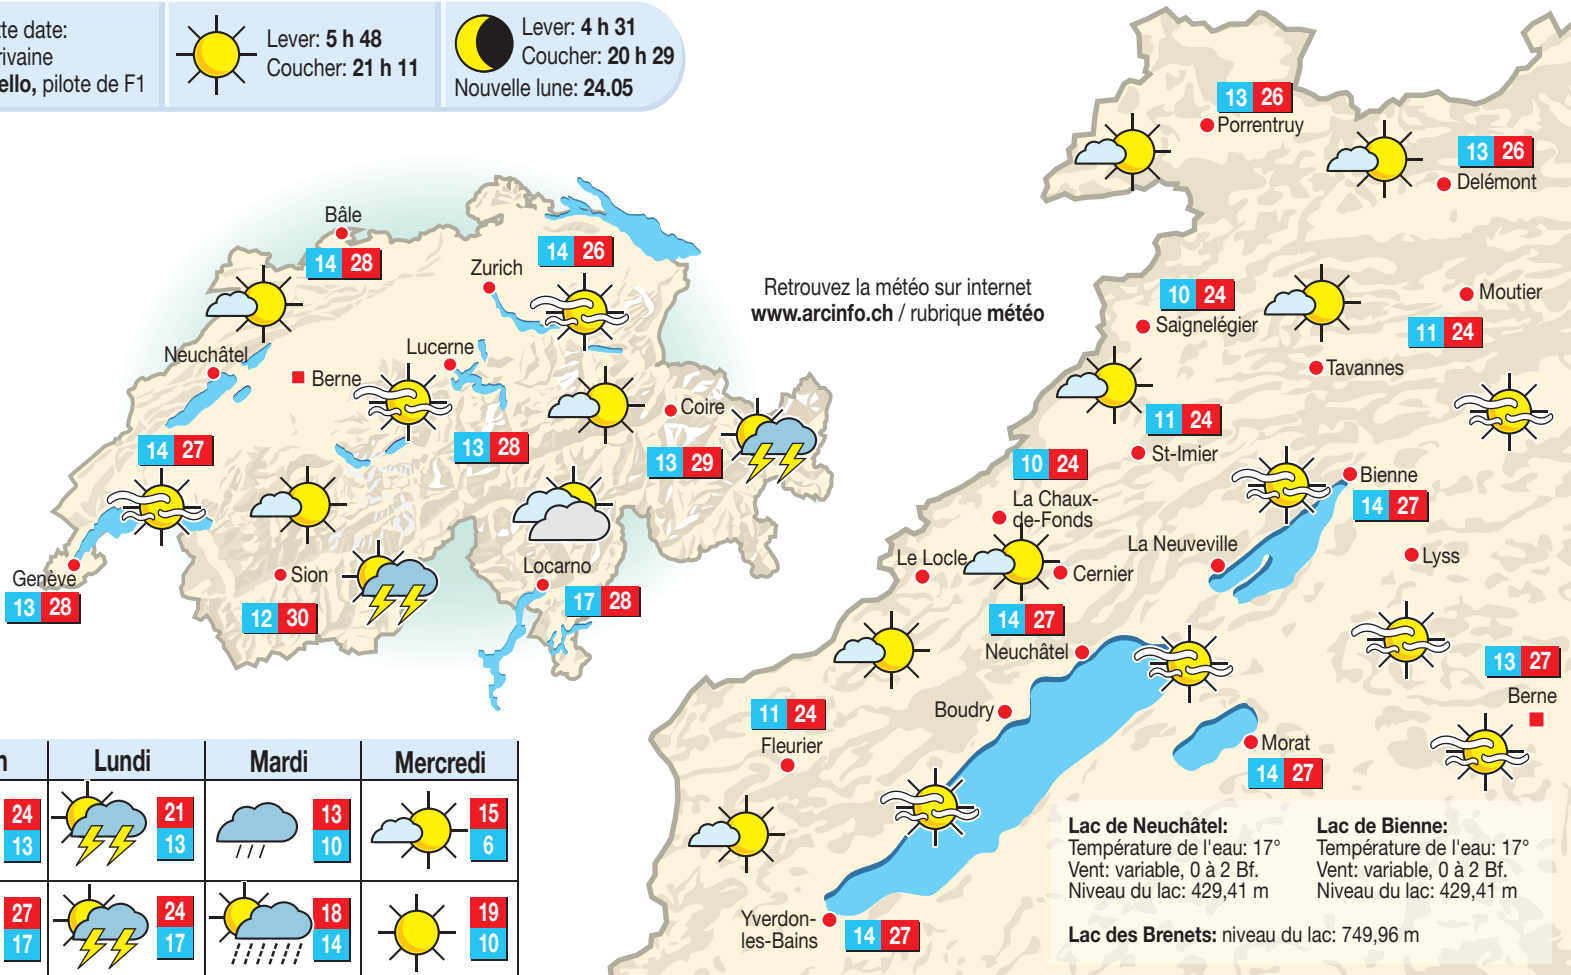 tte date:
rivaine
ello, pilote de F1
Lever: 5 h 48
Coucher: 21 h 11
Lever: 4 h 31
Coucher: 20 h 29
Nouvelle lune: 24.05
Bâle
14 28
14 26
Zurich
Neuchâtel
Lucerne
Berne
Coire
14 27
13 28
13 29
Genève
13 28
Sion
12 30
Locarno
17 28
Retrouvez la météo sur internet
www.arcinfo.ch / rubrique météo
13 26
Porrentruy
13 26
Delémont
10 24
Saignelégier
Moutier
11 24
Tavannes
11 24
St-Imier
10 24
La Chaux-
de-Fonds
Bienne
14 27
La Neuveville
Lyss
Le Locle
Cernier
14 27
Neuchâtel
13 27
Berne
Boudry
11 24
Fleurier
Morat
14 27
Yverdon-
les-Bains
14 27
n
Lundi
Mardi
Mercredi
24
13
21
13
13
10
15
6
27
17
24
17
18
14
19
10
Lac de Neuchâtel:
Température de l'eau: 17°
Vent: variable, 0 à 2 Bf.
Niveau du lac: 429,41 m
Lac de Bienne:
Température de l'eau: 17°
Vent: variable, 0 à 2 Bf.
Niveau du lac: 429,41 m
Lac des Brenets: niveau du lac: 749,96 m